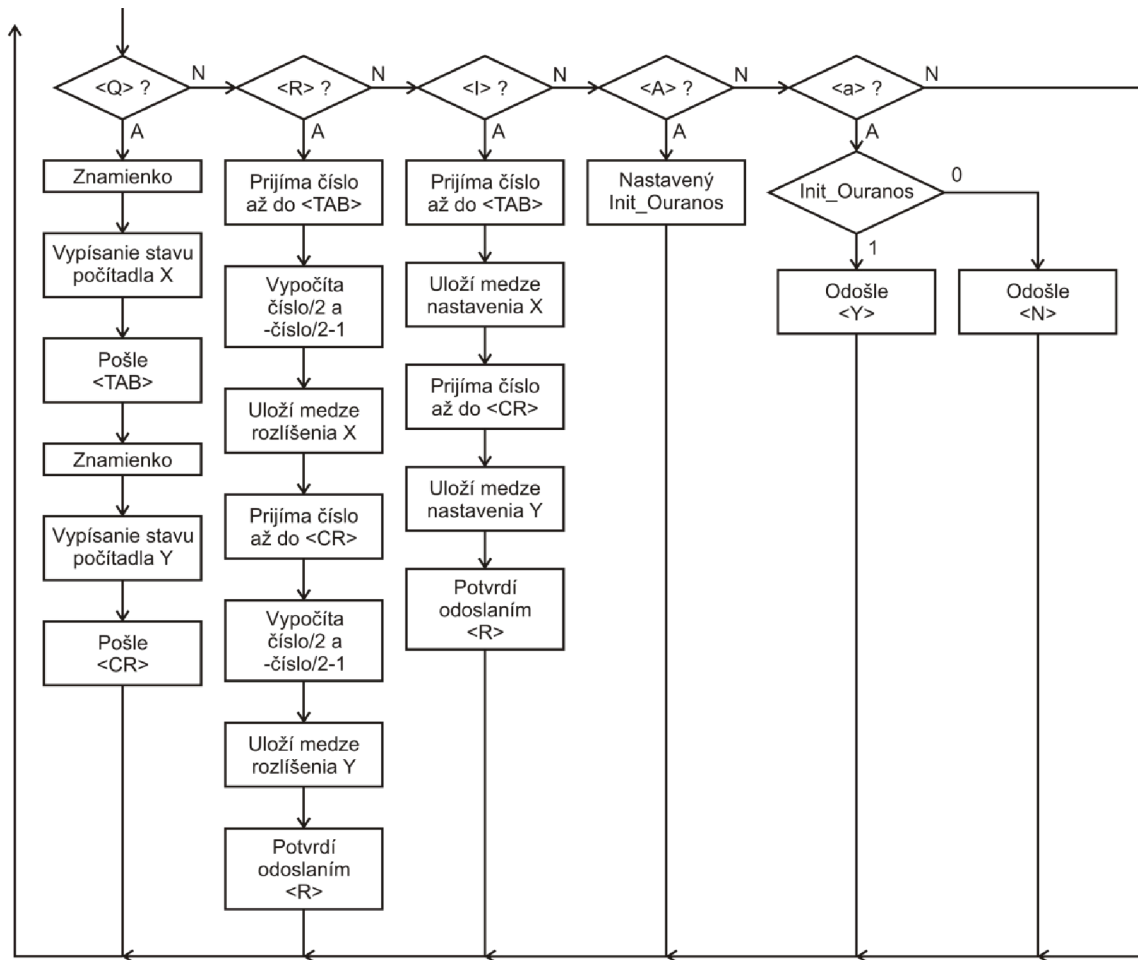 <Q> ?
N
<R> ?
N
<I> ?
N
<A> ?
N
<a> ?
N
A
A
A
A
A
Znamienko
Vypísanie stavu
počítadla X
Pošle
<TAB>
Znamienko
Vypísanie stavu
počítadla Y
Pošle
<CR>
Prijíma číslo
až do <TAB>
Vypočíta
číslo/2 a
-číslo/2-1
Uloží medze
rozlíšenia X
Prijíma číslo
až do <CR>
Vypočíta
číslo/2 a
-číslo/2-1
Uloží medze
rozlíšenia Y
Potvrdí
odoslaním
<R>
Prijíma číslo
až do <TAB>
Uloží medze
nastavenia X
Prijíma číslo
až do <CR>
Uloží medze
nastavenia Y
Potvrdí
odoslaním
<R>
Nastavený
Init_Ouranos
Init_Ouranos
0
1
Odošle
<Y>
Odošle
<N>